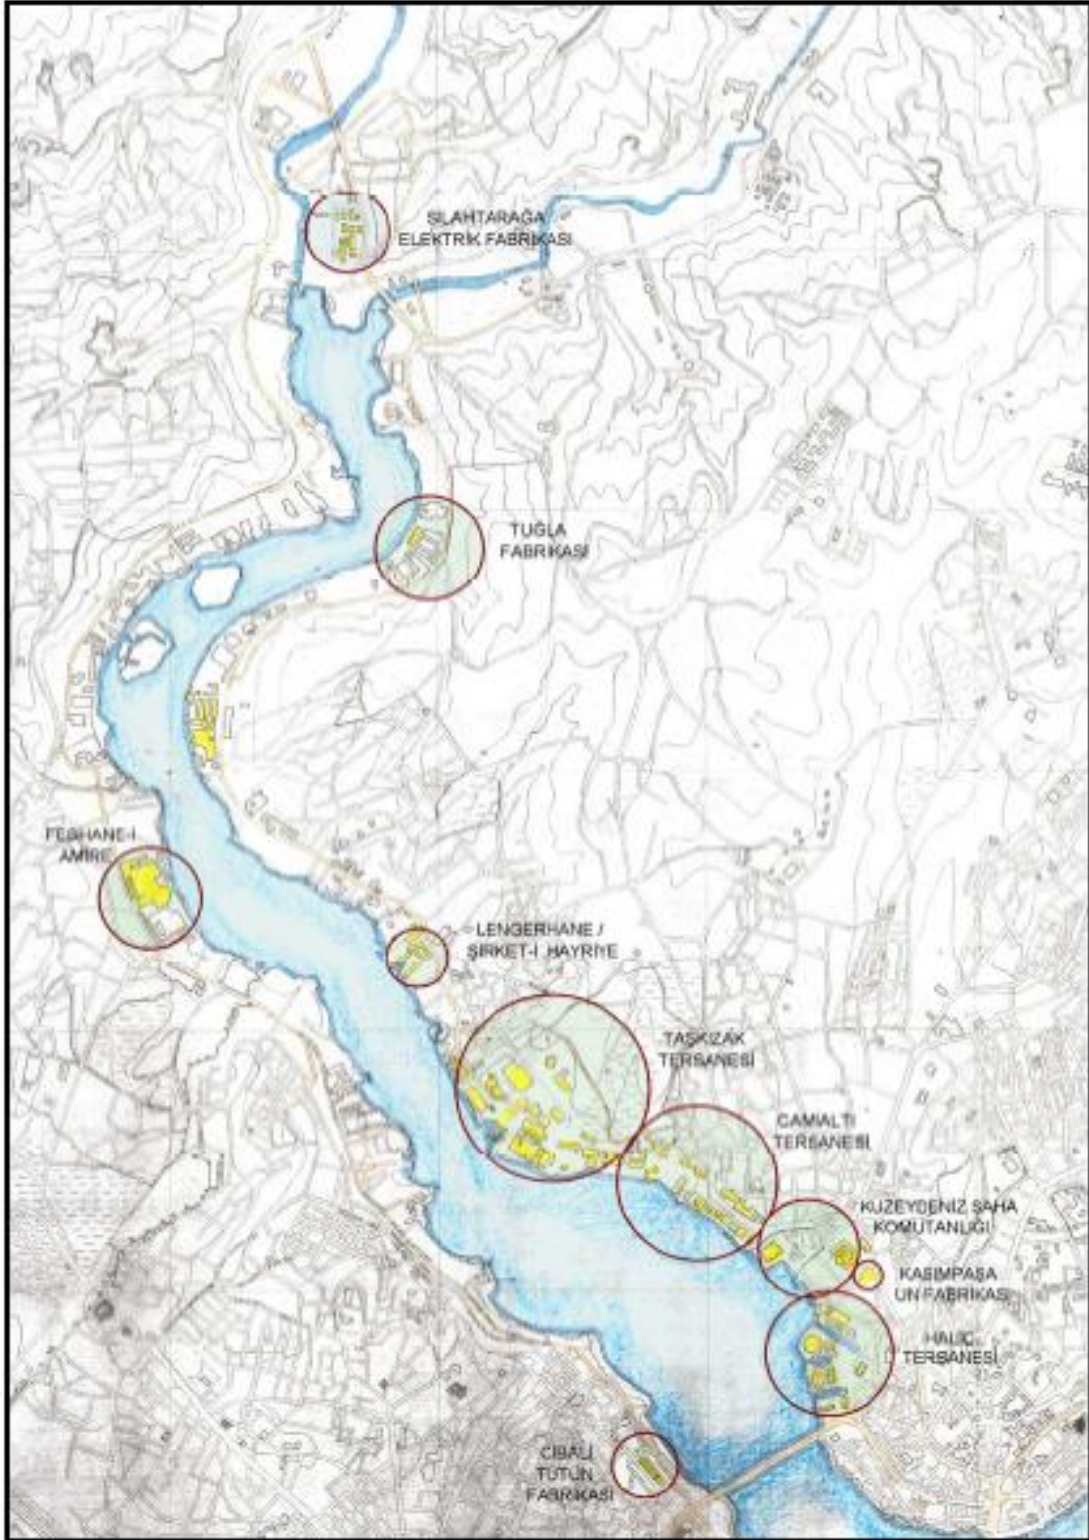 SİLAHTARAĞA
ELEKTRİK FABRİKASI
TUĞLA
FABRİKASI
FESHANE-İ
AMİRE
LENGERHANE /
ŞİRKET-İ HAYRİYE
TAŞKIZAK
TERSANESİ
CAMİALTI
TERSANESİ
KUZEYDENİZ SAHA
KOMUTANLIĞI
KASIMPAŞA
UN FABRİKASI
HALİÇ
TERSANESİ
CİBALİ
TÜTÜN
FABRİKASI